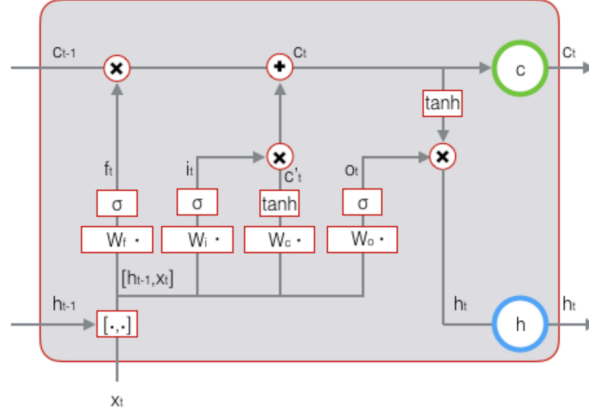 Ct-1
Ct
c
Ct
tanh
ft
it
c't
ot
σ
σ
tanh
σ
Wf ·
Wi ·
Wc ·
Wo ·
[ht-1,xt]
ht-1
[.,.]
ht
h
ht
xt